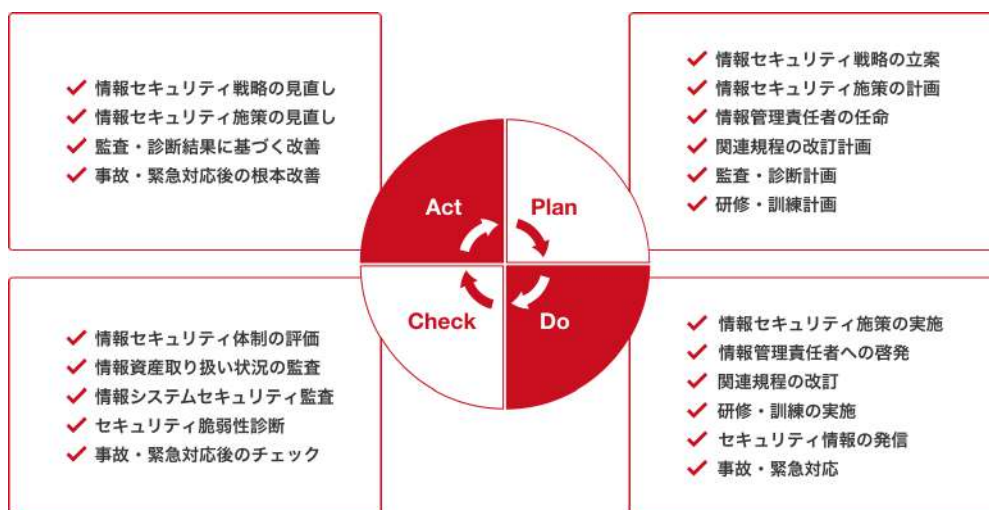 情報セキュリティ戦略の見直し
情報セキュリティ施策の見直し
監査・診断結果に基づく改善
事故・緊急対応後の根本改善
情報セキュリティ戦略の立案
情報セキュリティ施策の計画
情報管理責任者の任命
関連規程の改訂計画
監査・診断計画
研修・訓練計画
Act
Plan
Check
Do
情報セキュリティ体制の評価
情報資産取り扱い状況の監査
情報システムセキュリティ監査
セキュリティ脆弱性診断
事故・緊急対応後のチェック
情報セキュリティ施策の実施
情報管理責任者への啓発
関連規程の改訂
研修・訓練の実施
セキュリティ情報の発信
事故・緊急対応